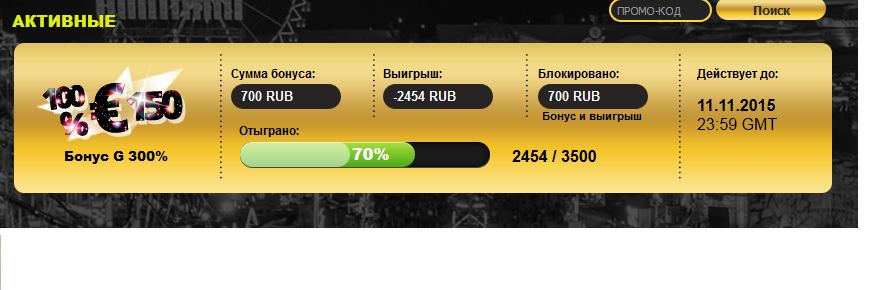 ПРОМО-КОД
Поиск
АКТИВНЫЕ
100 % € 150
Бонус G 300%
Сумма бонуса:
700 RUB
Выигрыш:
-2454 RUB
Блокировано:
700 RUB
Бонус и выигрыш
Действует до:
11.11.2015
23:59 GMT
Отыграно:
70%
2454 / 3500